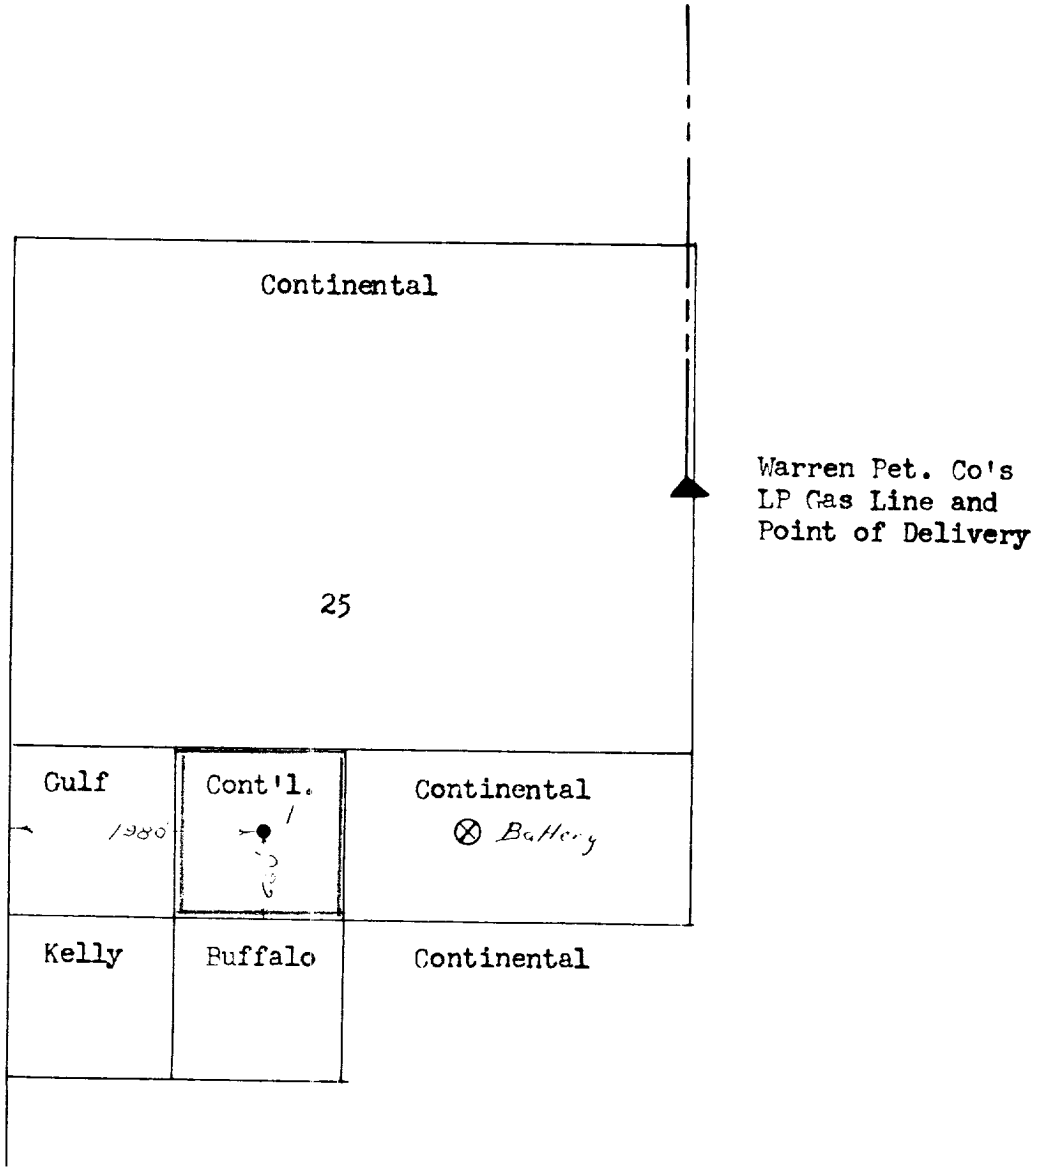 Continental
Warren Pet. Co's
LP Gas Line and
Point of Delivery
25
Gulf
Cont'l.
Continental
1980
1
Battery
Kelly
Buffalo
Continental